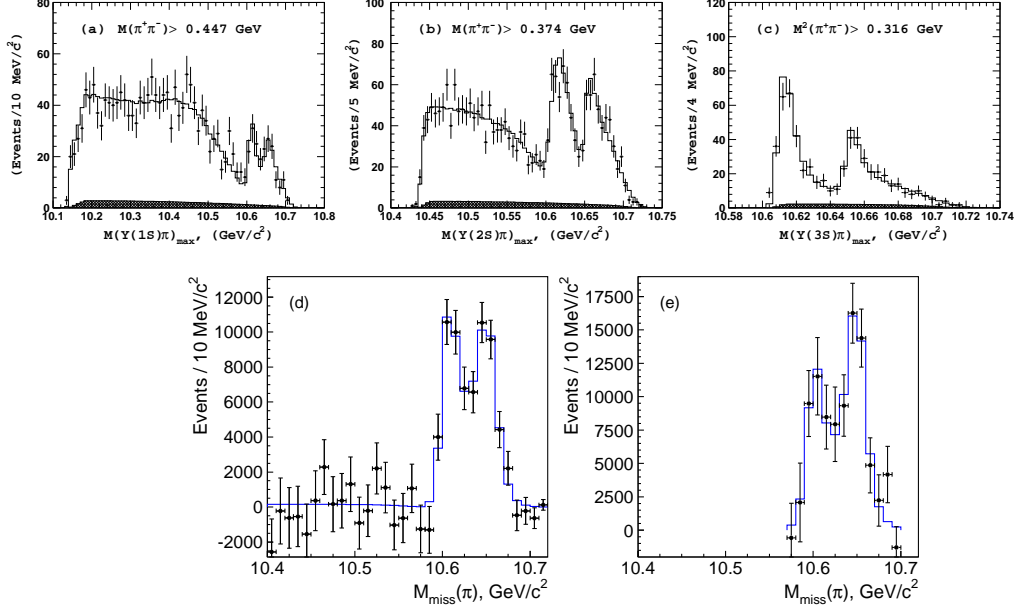 (a) M(π⁺π⁻)> 0.447 GeV
(Events/10 MeV/c²)
80
60
40
20
0
10.1 10.2 10.3 10.4 10.5 10.6 10.7 10.8
M(Υ(1S)π)max, (GeV/c²)
(b) M(π⁺π⁻)> 0.374 GeV
(Events/5 MeV/c²)
100
80
60
40
20
0
10.4 10.45 10.5 10.55 10.6 10.65 10.7 10.75
M(Υ(2S)π)max, (GeV/c²)
(c) M²(π⁺π⁻)> 0.316 GeV
(Events/4 MeV/c²)
120
100
80
60
40
20
0
10.58 10.6 10.62 10.64 10.66 10.68 10.7 10.72 10.74
M(Υ(3S)π)max, (GeV/c²)
(d)
Events / 10 MeV/c²
12000
10000
8000
6000
4000
2000
0
-2000
10.4 10.5 10.6 10.7
Mmiss(π), GeV/c²
(e)
Events / 10 MeV/c²
17500
15000
12500
10000
7500
5000
2500
0
10.4 10.5 10.6 10.7
Mmiss(π), GeV/c²